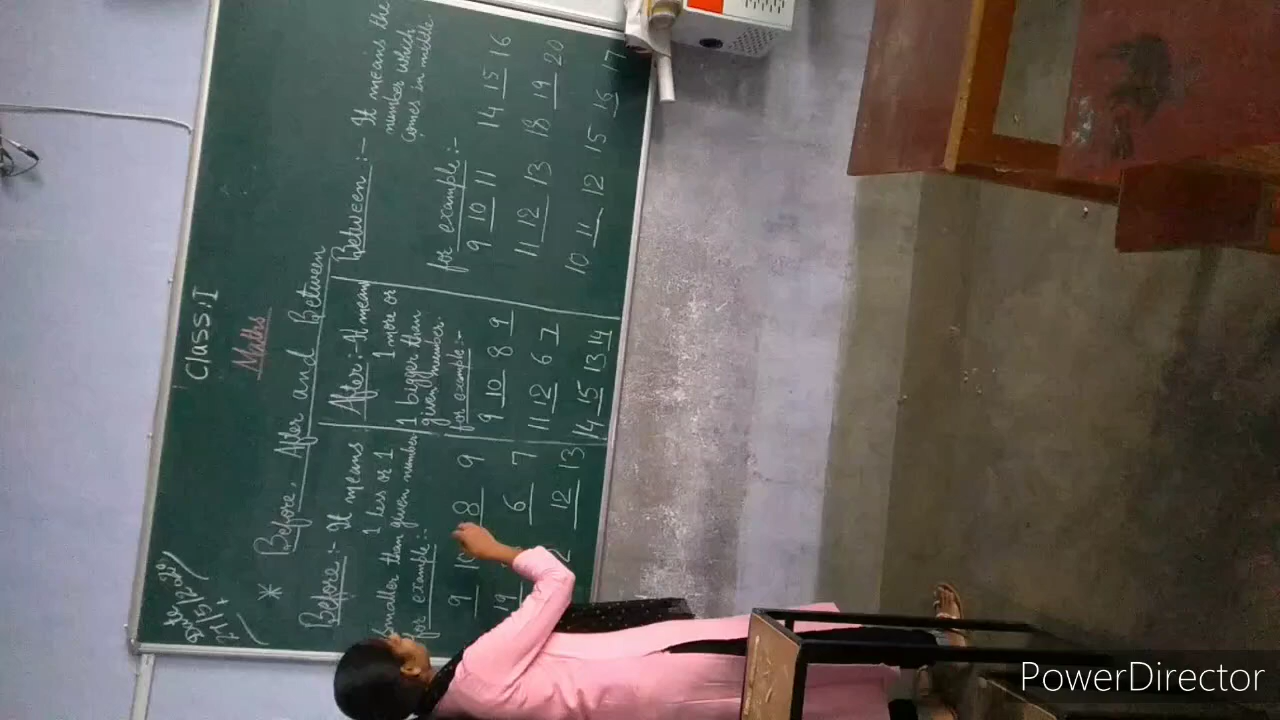 Class: I
Maths
* Before, After and Between
Before :- It means
1 less or 1
smaller than given number
for example :-
9 10 8 9
19 6 7
12 13
After :- It means
1 more or
1 bigger than
given number.
for example :-
9 10 8 9
11 12 6 7
14 15 13 14
Between :- It means the
number which
comes in middle
for example :-
9 10 11 14 15 16
11 12 13 18 19 20
10 11 12 15 16 17
PowerDirector